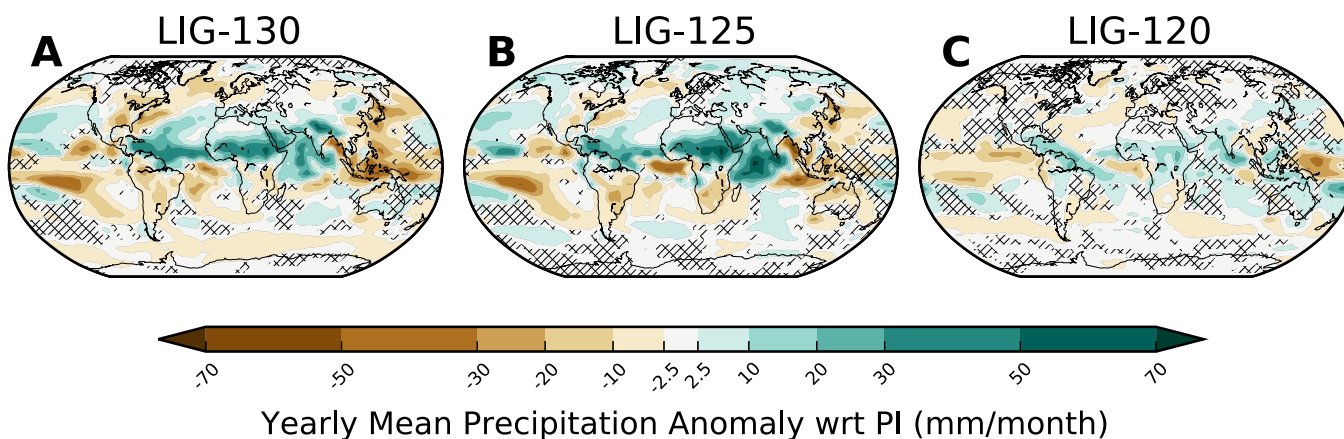 A LIG-130
B LIG-125
C LIG-120
-70 -50 -30 -20 -10 -2.5 2.5 10 20 30 50 70
Yearly Mean Precipitation Anomaly wrt PI (mm/month)